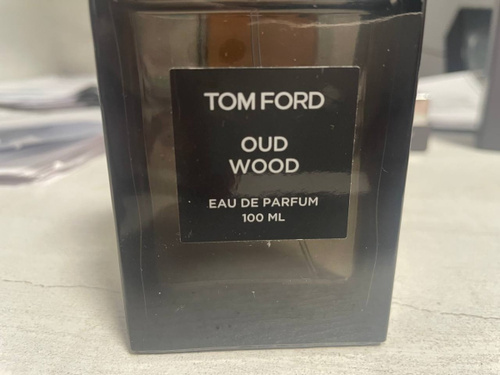 TOM FORD
OUD
WOOD
EAU DE PARFUM
100 ML